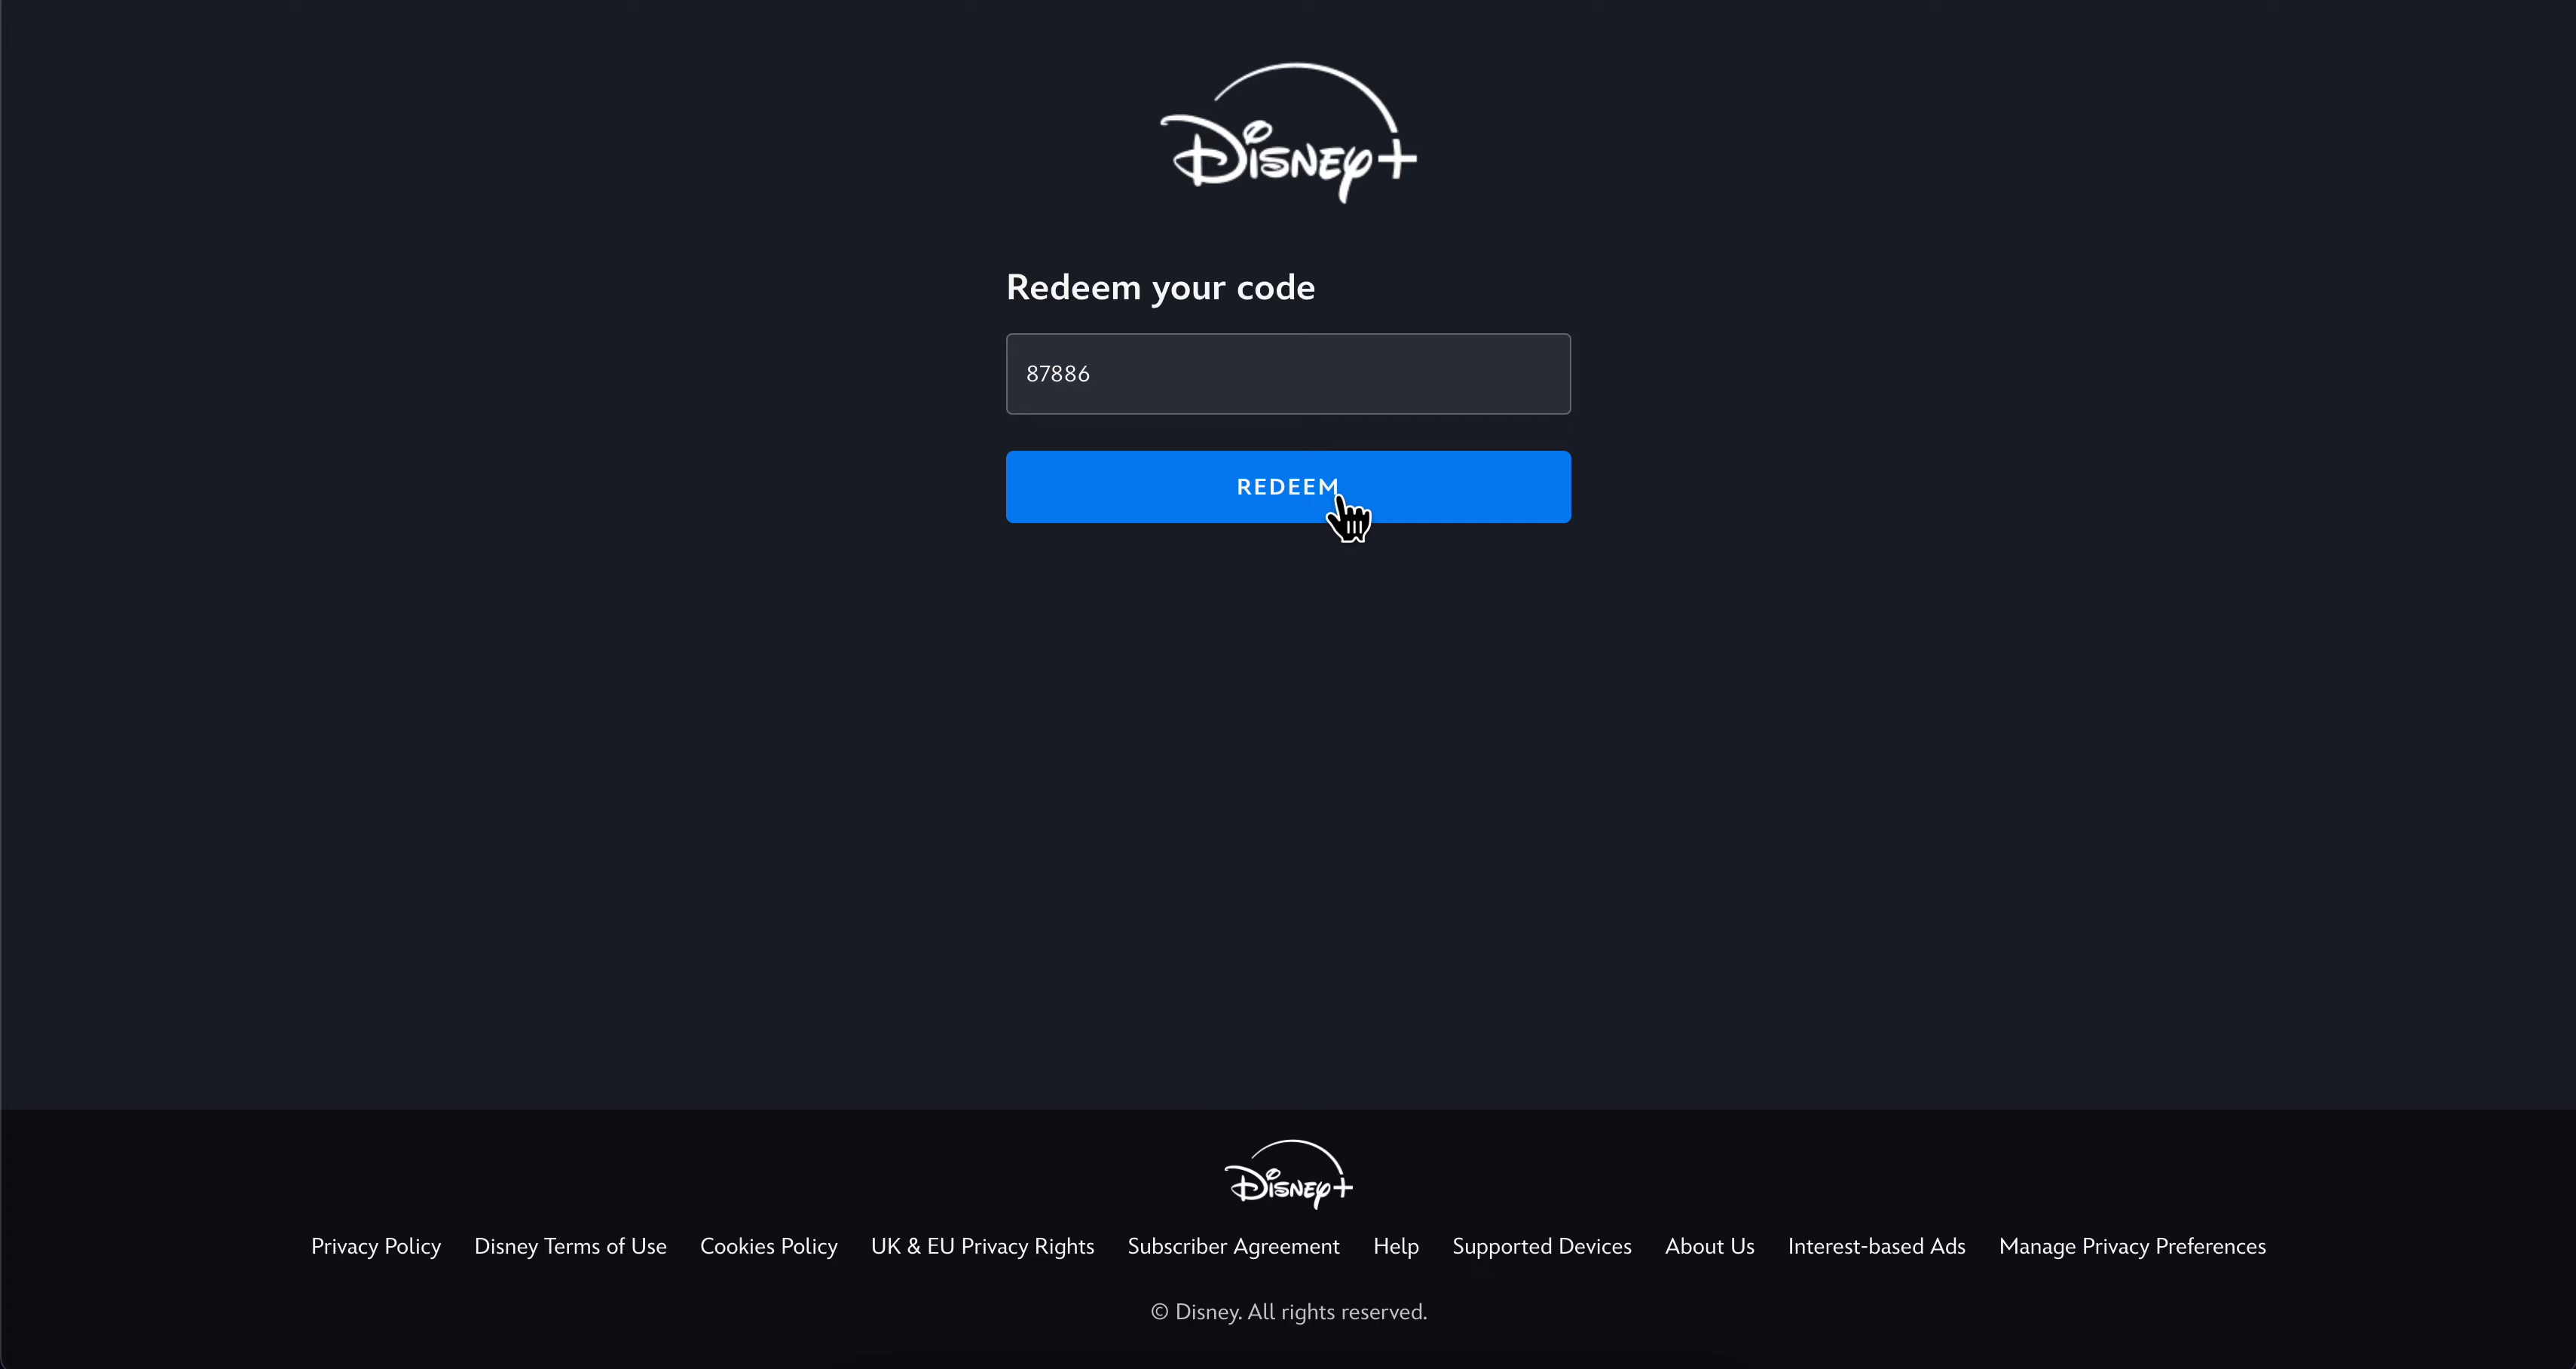 Disney+
Redeem your code
87886
REDEEM
Disney+
Privacy Policy Disney Terms of Use Cookies Policy UK & EU Privacy Rights Subscriber Agreement Help Supported Devices About Us Interest-based Ads Manage Privacy Preferences
© Disney. All rights reserved.